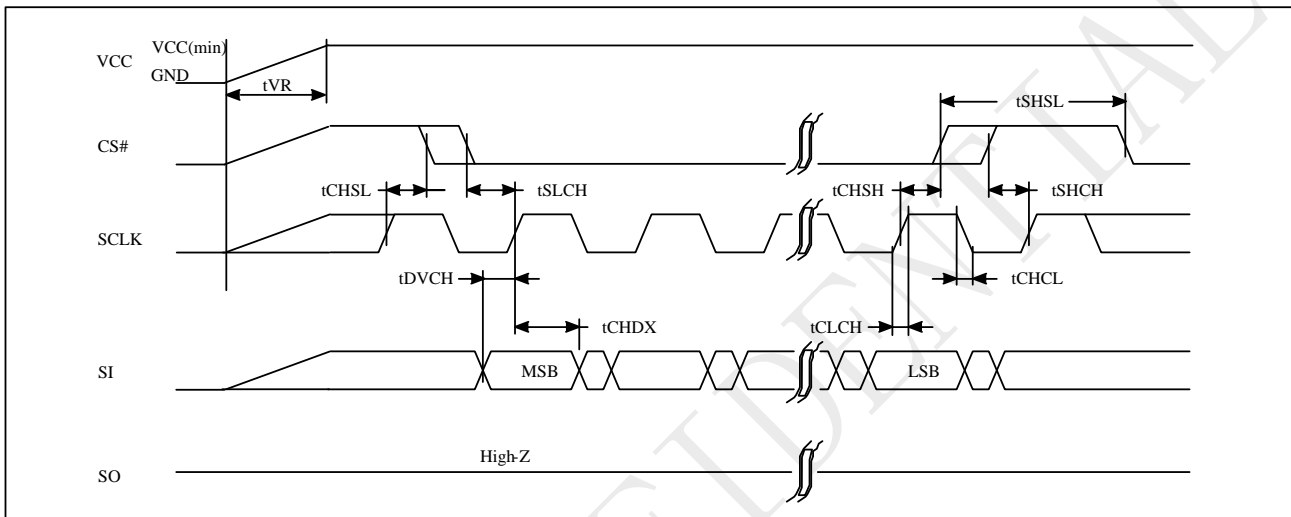 VCC
VCC(min)
GND
tVR
tSHSL
CS#
tCHSL
tSLCH
tCHSH
tSHCH
SCLK
tDVCH
tCHCL
tCHDX
tCLCH
SI
MSB
LSB
High-Z
SO